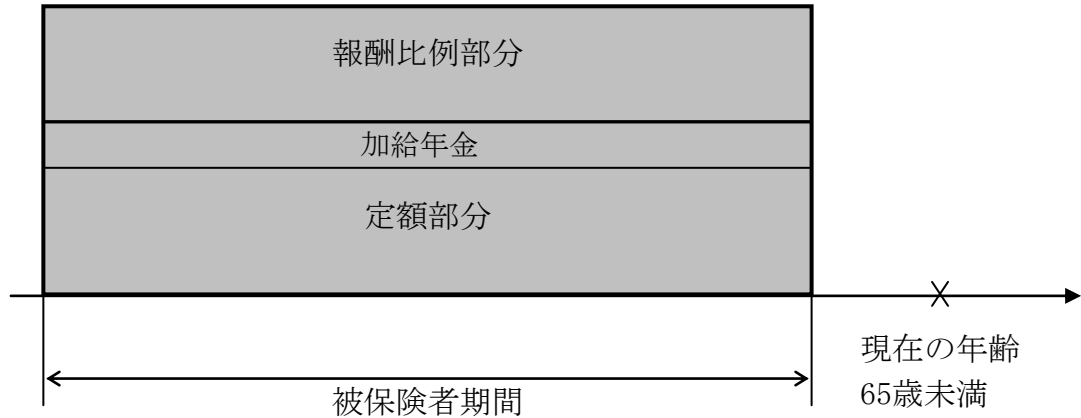 報酬比例部分
加給年金
定額部分
現在の年齢
65歳未満
被保険者期間